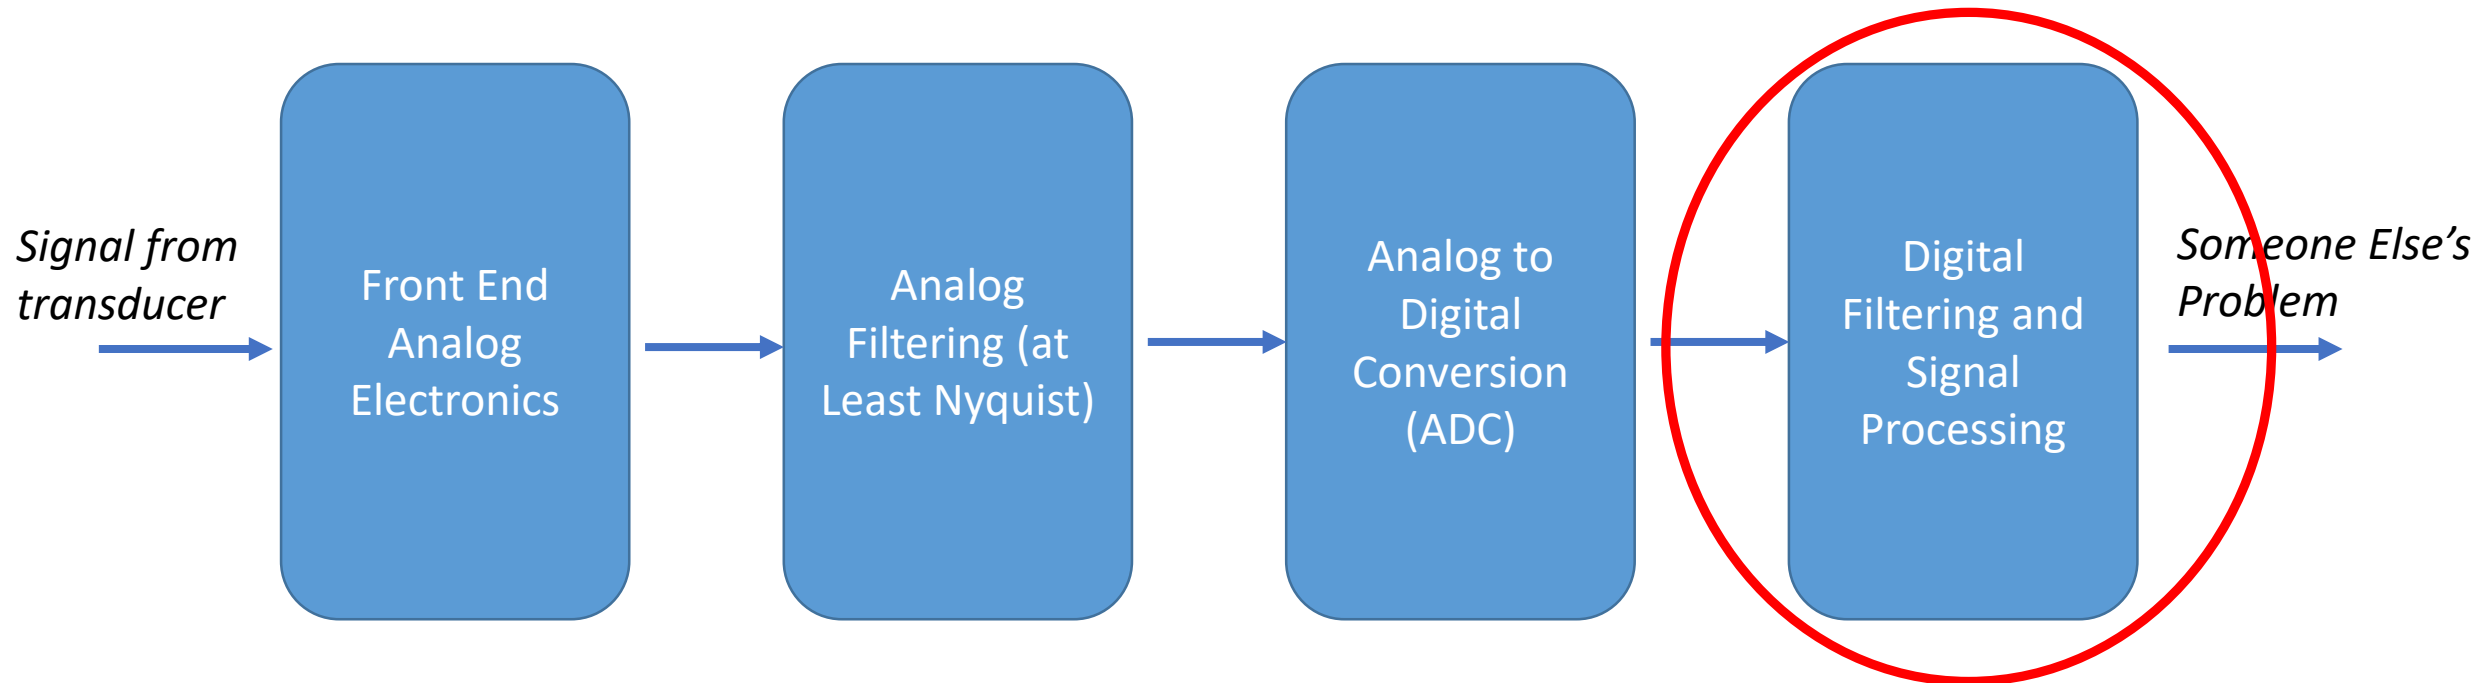 Signal from
transducer
Front End
Analog
Electronics
Analog
Filtering (at
Least Nyquist)
Analog to
Digital
Conversion
(ADC)
Digital
Filtering and
Signal
Processing
Someone Else’s
Problem